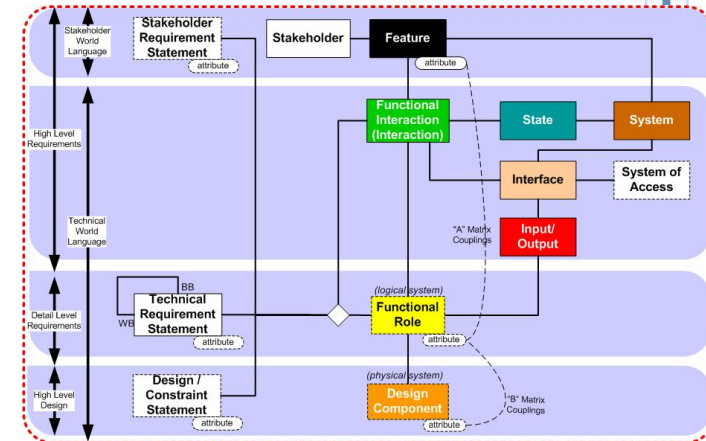 Stakeholder
World
Language
Stakeholder
Requirement
Statement
attribute
Stakeholder
Feature
attribute
High Level
Requirements
Technical
World
Language
Functional
Interaction
(Interaction)
State
System
Interface
System of
Access
"A" Matrix
Couplings
Input/
Output
Detail Level
Requirements
BB
WB
Technical
Requirement
Statement
attribute
(logical system)
Functional
Role
attribute
High Level
Design
Design /
Constraint
Statement
attribute
(physical system)
Design
Component
attribute
"B" Matrix
Couplings